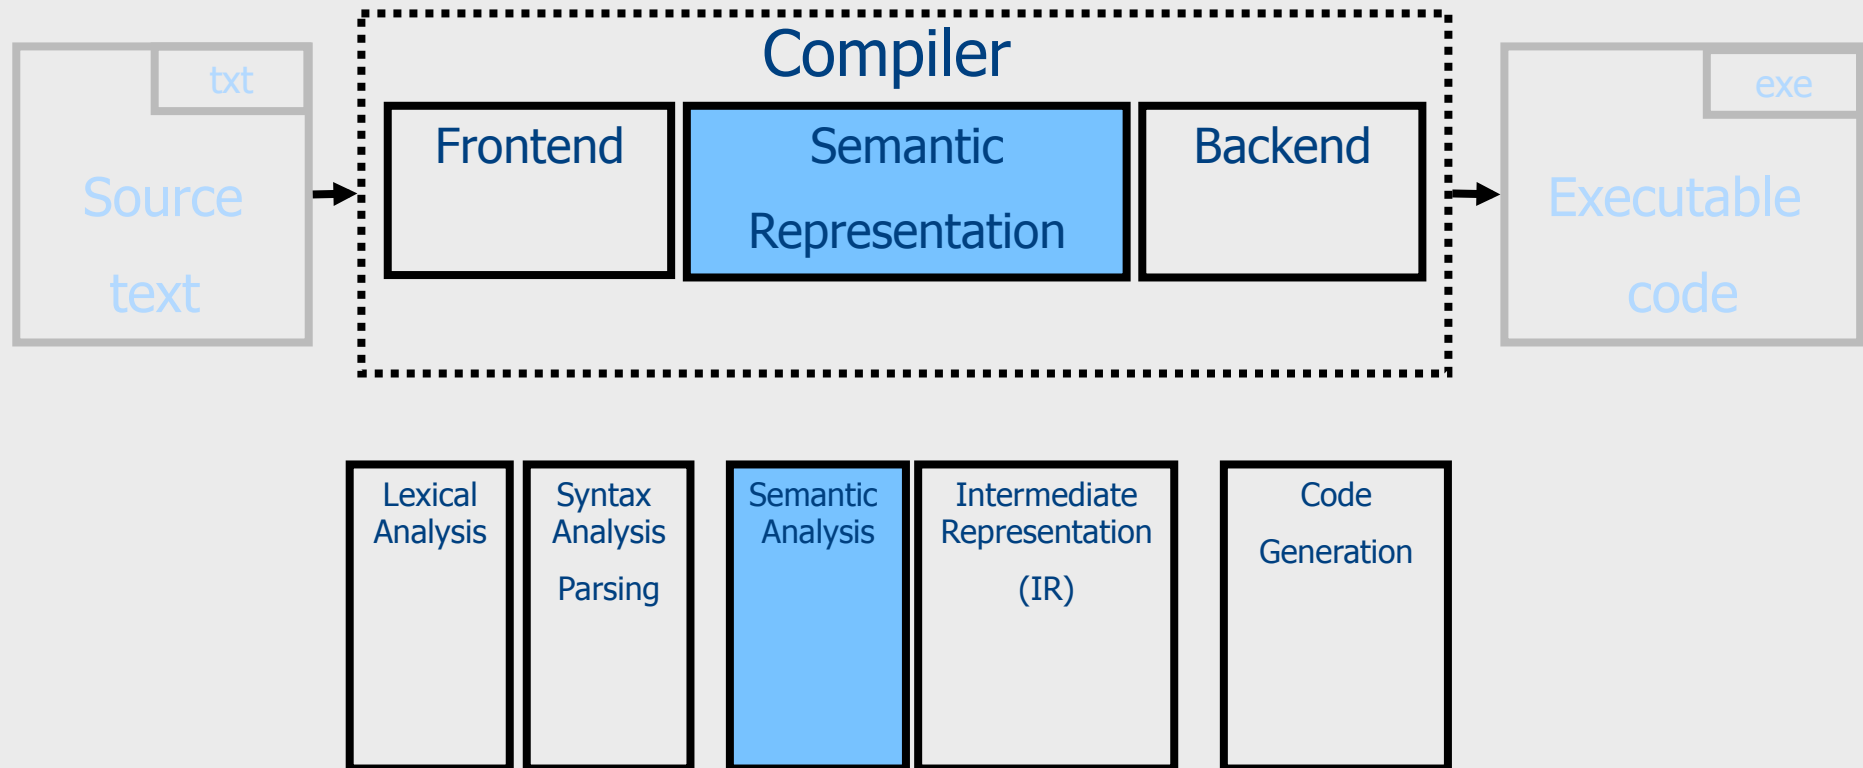 Compiler
txt
Source
text
Frontend
Semantic
Representation
Backend
exe
Executable
code
Lexical
Analysis
Syntax
Analysis
Parsing
Semantic
Analysis
Intermediate
Representation
(IR)
Code
Generation